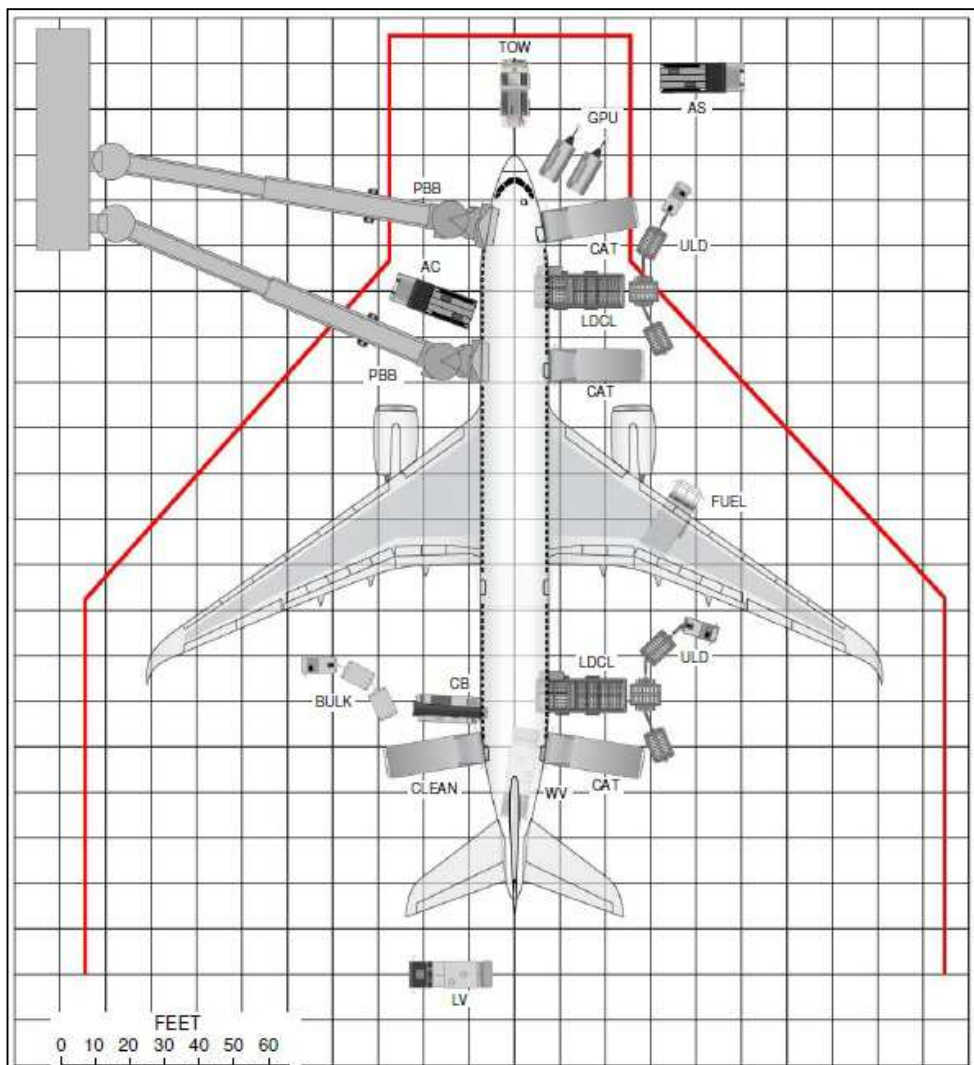 TOW
AS
GPU
PBB
CAT
ULD
AC
LDCL
PBB
CAT
FUEL
LDCL
ULD
CB
BULK
CLEAN
WV
CAT
LV
FEET
0 10 20 30 40 50 60